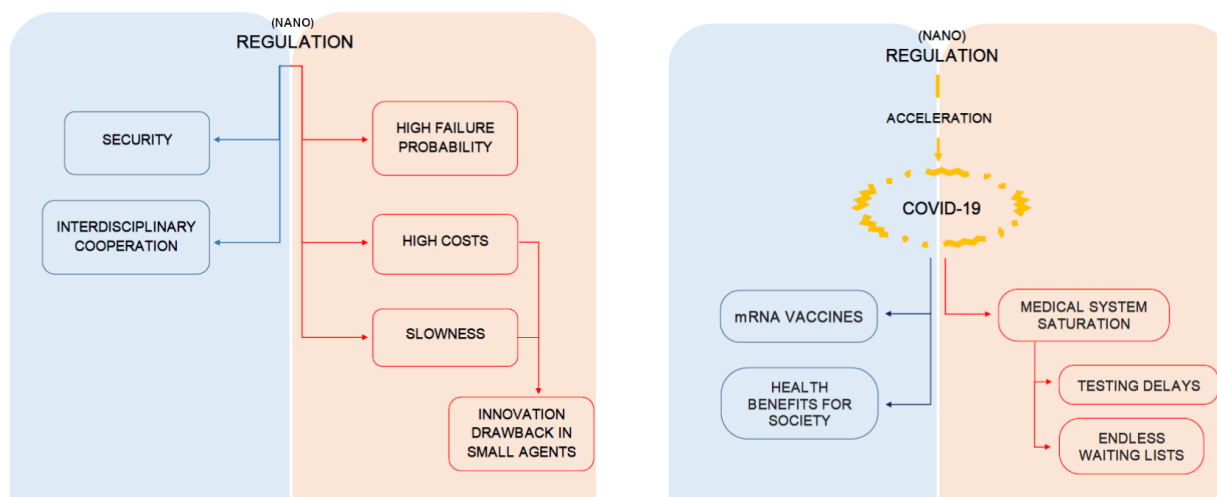 (NANO)
REGULATION
SECURITY
INTERDISCIPLINARY
COOPERATION
HIGH FAILURE
PROBABILITY
HIGH COSTS
SLOWNESS
INNOVATION
DRAWBACK IN
SMALL AGENTS
(NANO)
REGULATION
ACCELERATION
COVID-19
mRNA VACCINES
HEALTH
BENEFITS FOR
SOCIETY
MEDICAL SYSTEM
SATURATION
TESTING DELAYS
ENDLESS
WAITING LISTS